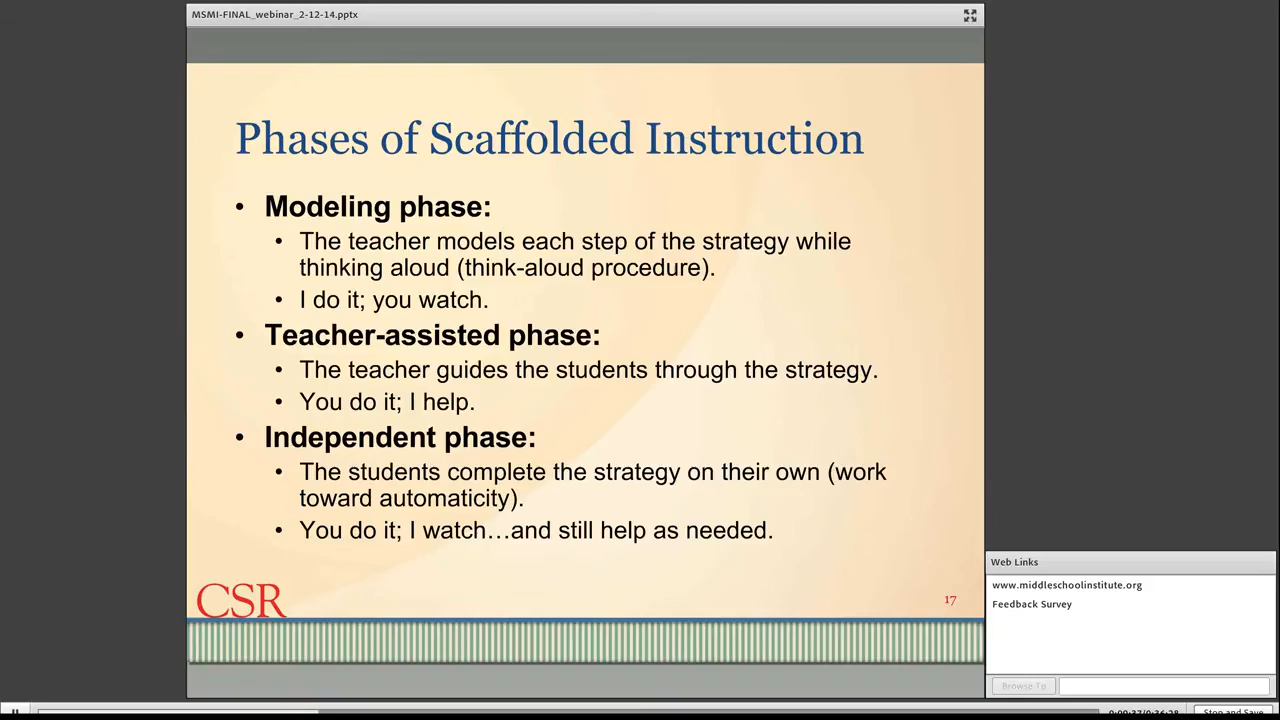 MSMI-FINAL_webinar_2-12-14.pptx
Phases of Scaffolded Instruction
• Modeling phase:
• The teacher models each step of the strategy while
thinking aloud (think-aloud procedure).
• I do it; you watch.
• Teacher-assisted phase:
• The teacher guides the students through the strategy.
• You do it; I help.
• Independent phase:
• The students complete the strategy on their own (work
toward automaticity).
• You do it; I watch…and still help as needed.
CSR
17
Web Links
www.middleschoolinstitute.org
Feedback Survey
Browse To
Stop and Save